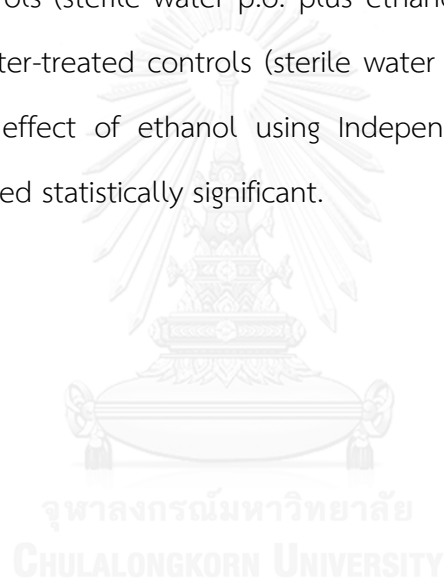 ols (sterile water p.o. plus ethano
ter-treated controls (sterile water
effect of ethanol using Indepen
ed statistically significant.
จุฬาลงกรณ์มหาวิทยาลัย
CHULALONGKORN UNIVERSITY